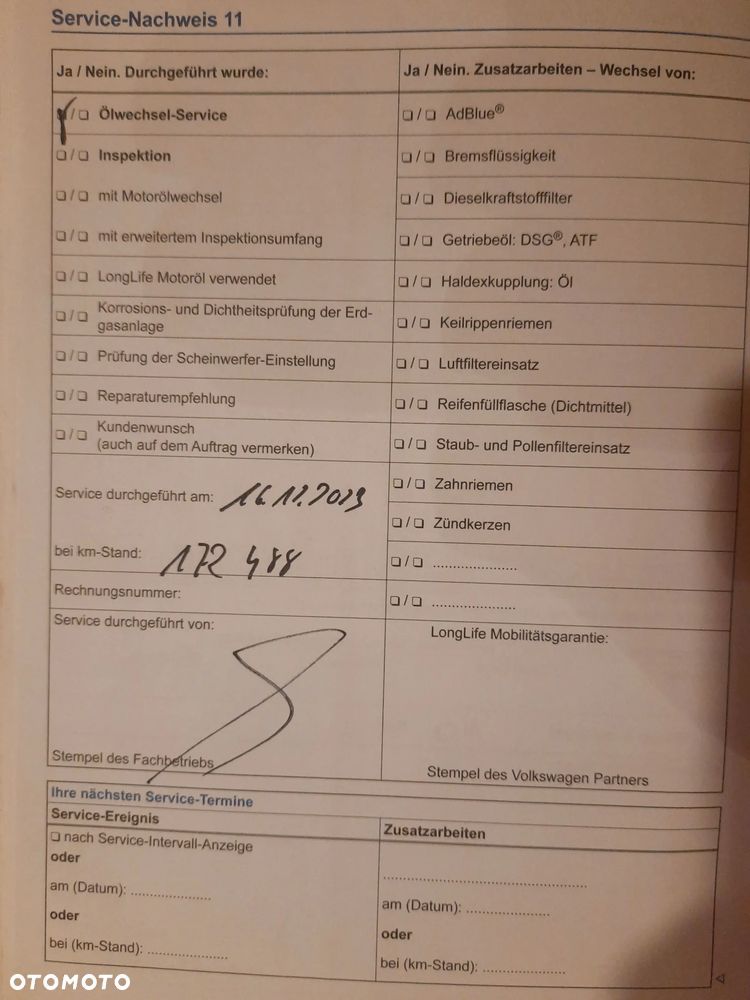 Service-Nachweis 11
Ja / Nein. Durchgeführt wurde:
/ Ölwechsel-Service
/ Inspektion
/ mit Motorölwechsel
/ mit erweitertem Inspektionsumfang
/ LongLife Motoröl verwendet
/ Korrosions- und Dichtheitsprüfung der Erd-
gasanlage
/ Prüfung der Scheinwerfer-Einstellung
/ Reparaturempfehlung
/ Kundenwunsch
(auch auf dem Auftrag vermerken)
Service durchgeführt am: 16.12.2023
bei km-Stand: 172 488
Rechnungsnummer:
Service durchgeführt von:
Stempel des Fachbetriebs
Ja / Nein. Zusatzarbeiten – Wechsel von:
/ AdBlue®
/ Bremsflüssigkeit
/ Dieselkraftstofffilter
/ Getriebeöl: DSG®, ATF
/ Haldexkupplung: Öl
/ Keilrippenriemen
/ Luftfiltereinsatz
/ Reifenfüllflasche (Dichtmittel)
/ Staub- und Pollenfiltereinsatz
/ Zahnriemen
/ Zündkerzen
/ .....................
/ .....................
LongLife Mobilitätsgarantie:
Stempel des Volkswagen Partners
Ihre nächsten Service-Termine
Service-Ereignis
nach Service-Intervall-Anzeige
oder
am (Datum): ....................
oder
bei (km-Stand): ....................
Zusatzarbeiten
..................................................
am (Datum): .....................
oder
bei (km-Stand): .....................
OTOMOTO